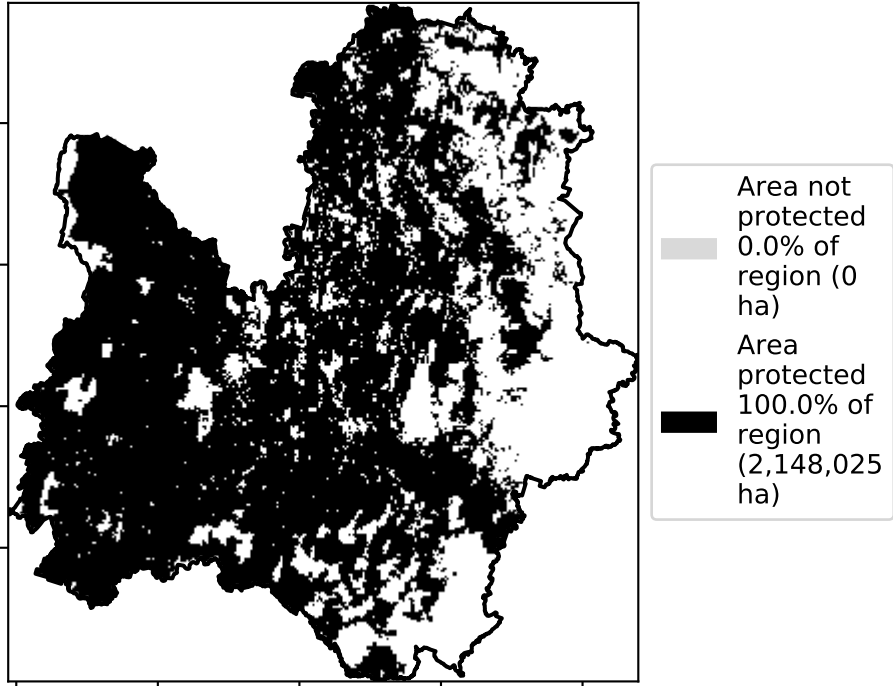 Area not
protected
0.0% of
region (0
ha)
Area
protected
100.0% of
region
(2,148,025
ha)